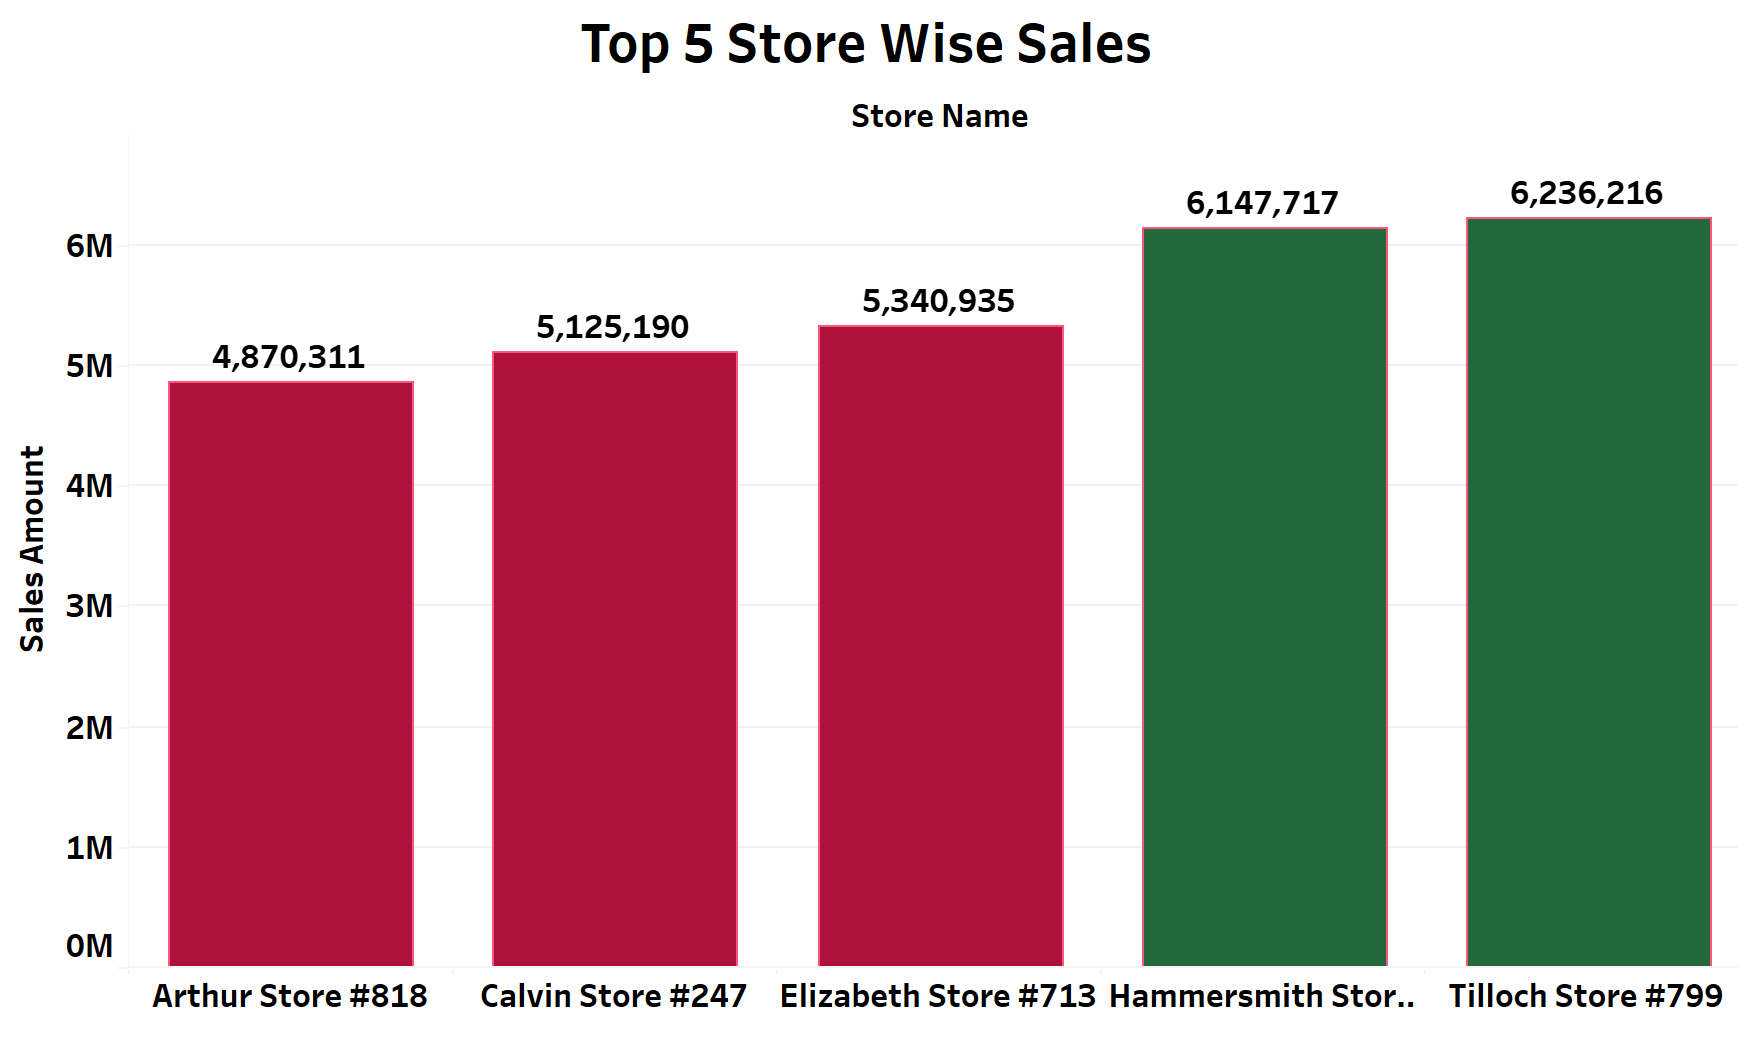 Top 5 Store Wise Sales
Store Name
6,236,216
6,147,717
5,340,935
5,125,190
4,870,311
6M
5M
4M
3M
2M
1M
0M
Sales Amount
Arthur Store #818
Calvin Store #247
Elizabeth Store #713
Hammersmith Stor..
Tilloch Store #799